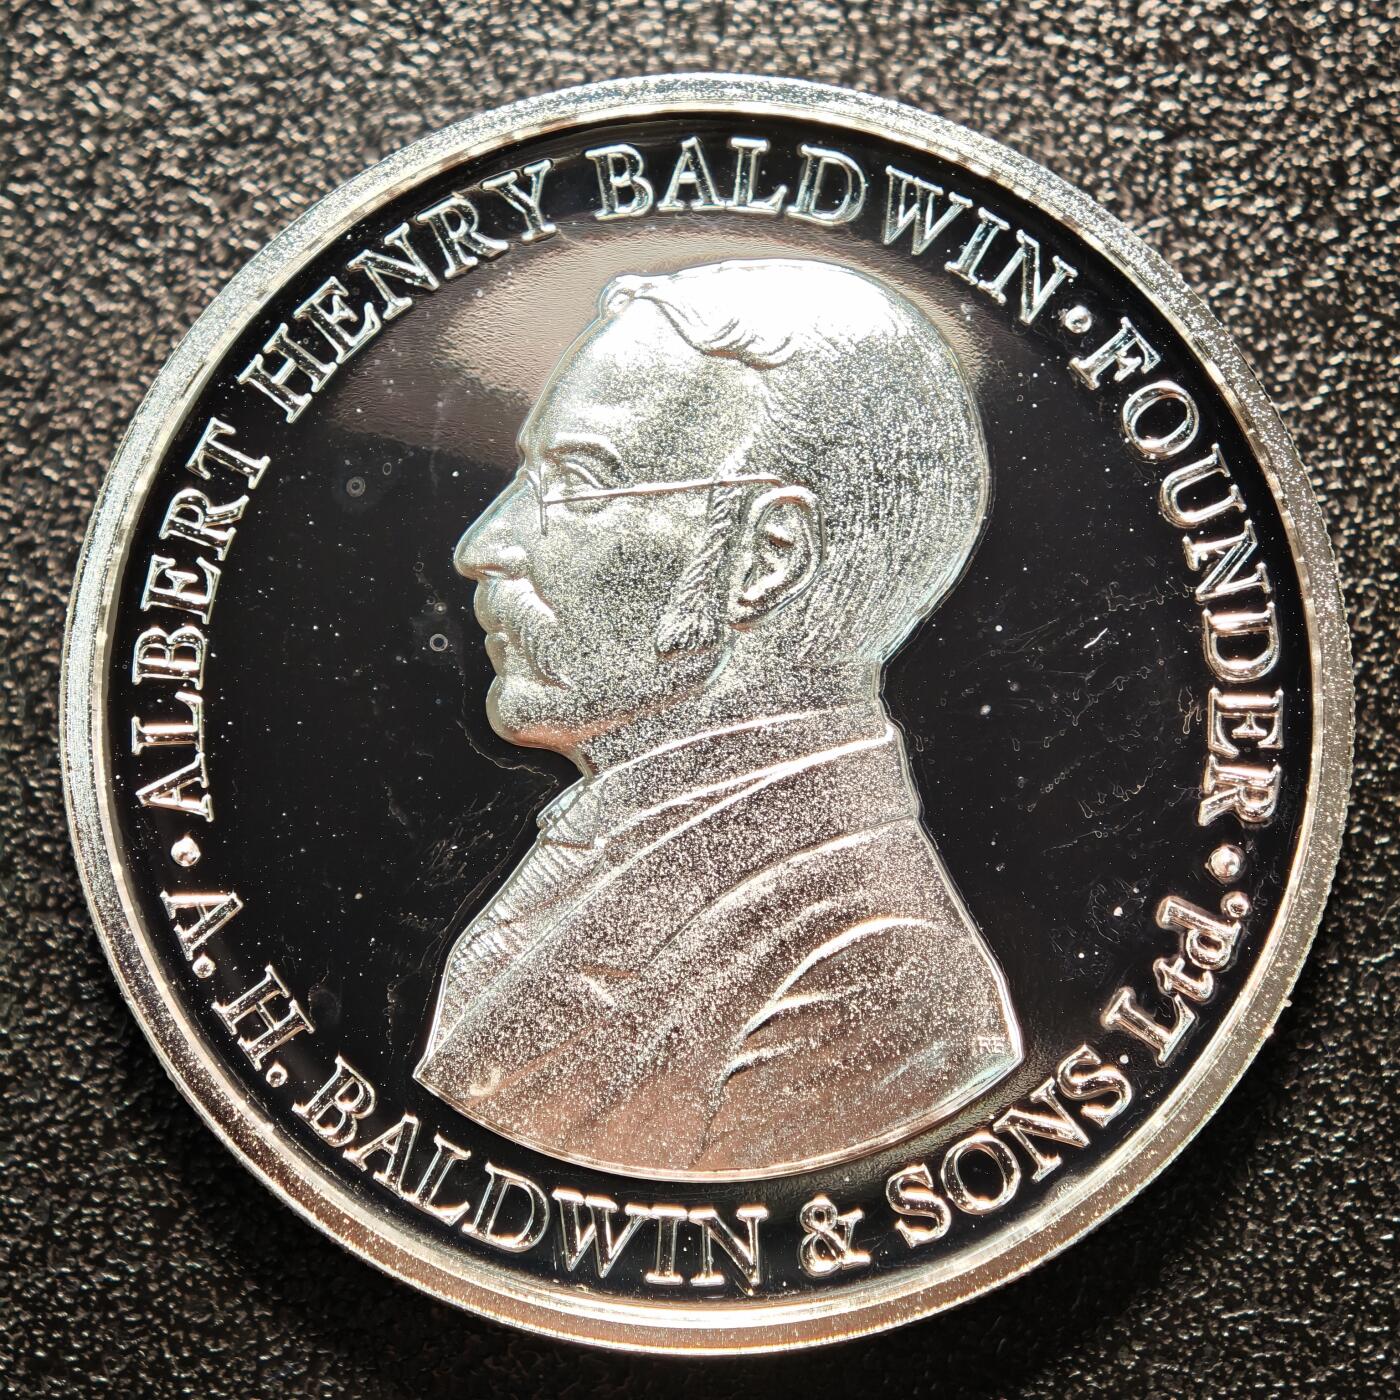 ALBERT HENRY BALDWIN · FOUNDER ·
A. H. BALDWIN & SONS. Ltd. ·